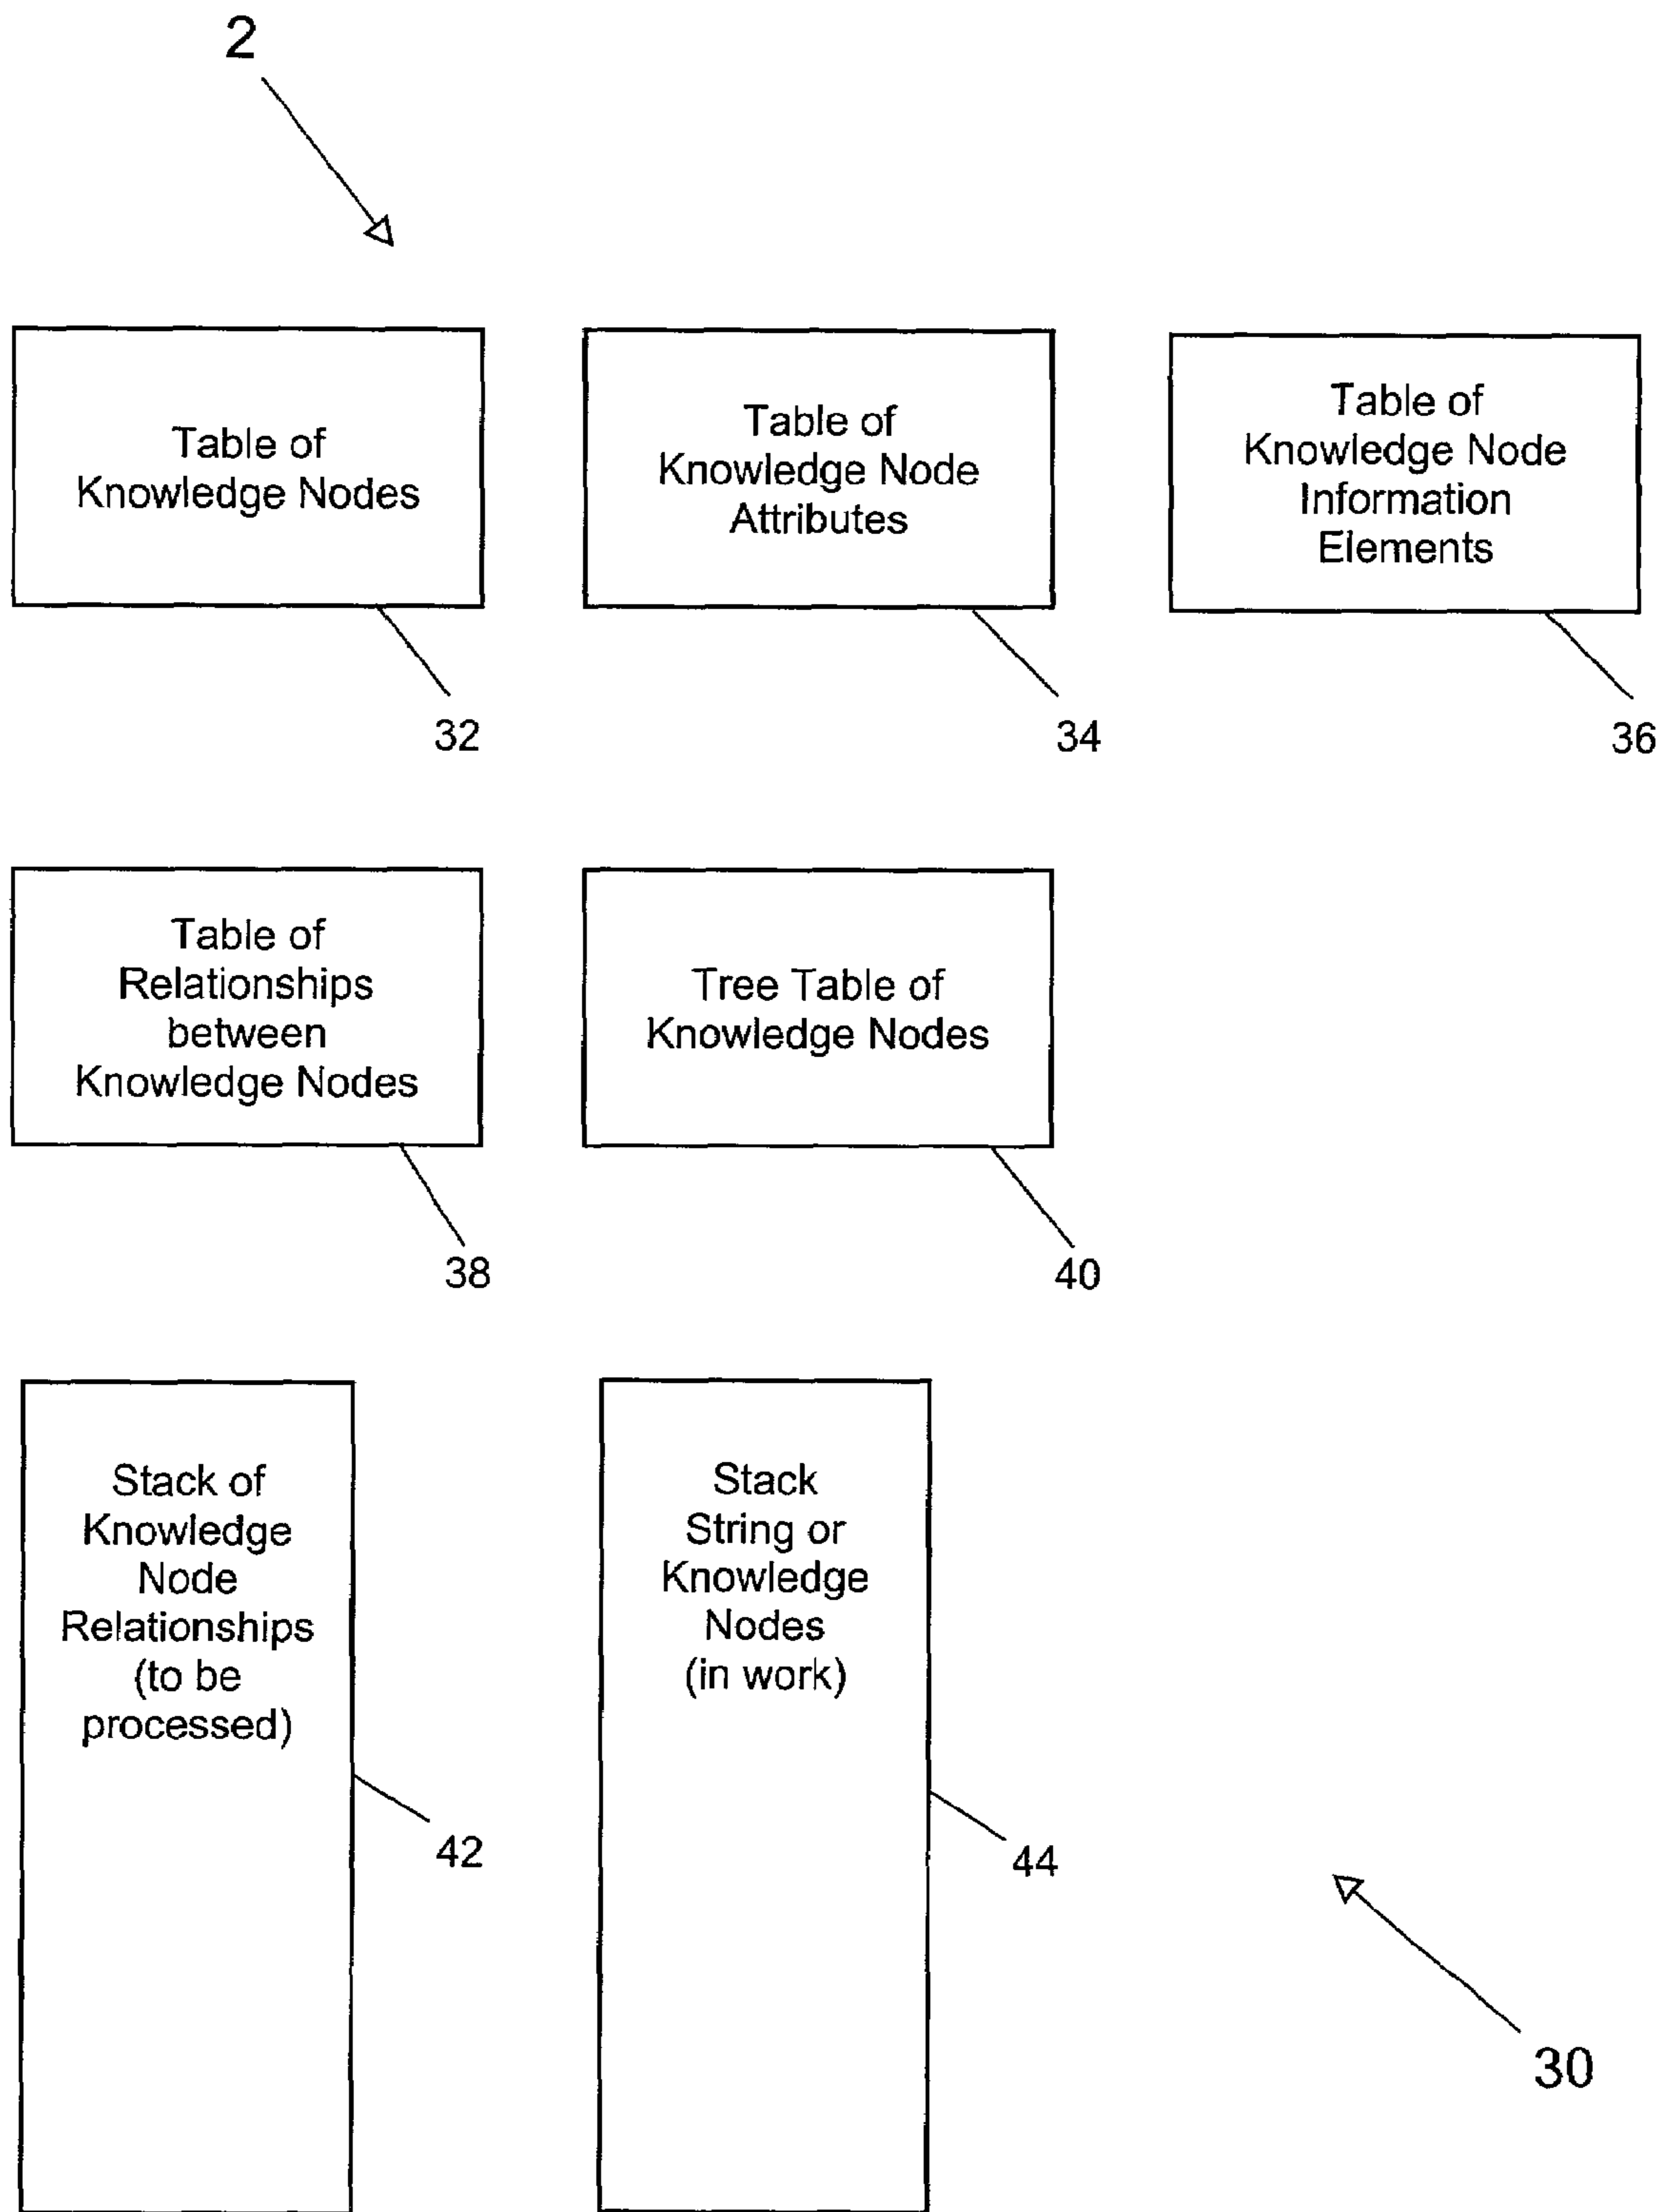 2
Table of
Knowledge Nodes
Table of
Knowledge Node
Attributes
Table of
Knowledge Node
Information
Elements
32
34
36
Table of
Relationships
between
Knowledge Nodes
Tree Table of
Knowledge Nodes
38
40
Stack of
Knowledge
Node
Relationships
(to be
processed)
Stack
String or
Knowledge
Nodes
(in work)
42
44
30